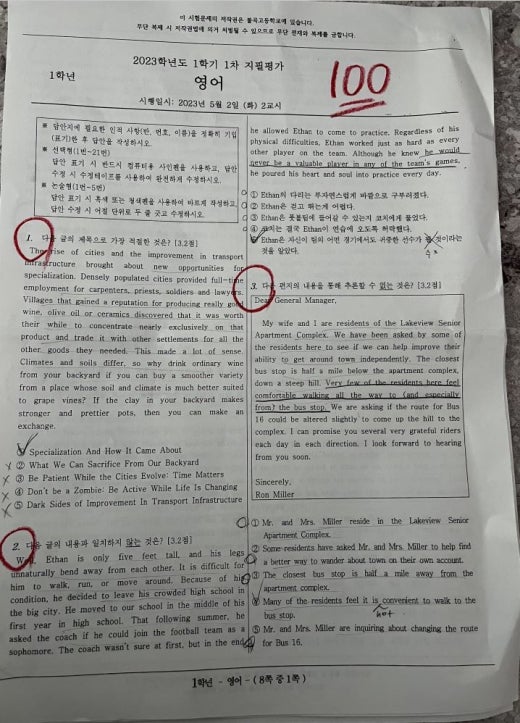 이 시험문제의 저작권은 불곡고등학교에 있습니다.
무단 복제 시 저작권법에 의거 처벌될 수 있으므로 무단 전재와 복제를 금합니다.
2023학년도 1학기 1차 지필평가
1학년
영어
100
시행일시: 2023년 5월 2일 (화) 2교시
※ 답안지에 필요한 인적 사항(반, 번호, 이름)을 정확히 기입
(표기)한 후 답안을 작성하시오.
※ 선택형(1번~21번)
답안 표기 시 반드시 컴퓨터용 사인펜을 사용하고, 답안
수정 시 수정테이프를 사용하여 완전하게 수정하시오.
※ 논술형(1번~5번)
답안 표기 시 흑색 또는 청색펜을 사용하여 바르게 작성하고,
답안 수정 시 어절 단위로 두 줄 긋고 수정하시오.
1. 다음 글의 제목으로 가장 적절한 것은? [3.2점]
The rise of cities and the improvement in transport
infrastructure brought about new opportunities for
specialization. Densely populated cities provided full-time
employment for carpenters, priests, soldiers and lawyers.
Villages that gained a reputation for producing really good
wine, olive oil or ceramics discovered that it was worth
their while to concentrate nearly exclusively on that
product and trade it with other settlements for all the
other goods they needed. This made a lot of sense.
Climates and soils differ, so why drink ordinary wine
from your backyard if you can buy a smoother variety
from a place whose soil and climate is much better suited
to grape vines? If the clay in your backyard makes
stronger and prettier pots, then you can make an
exchange.
① Specialization And How It Came About
② What We Can Sacrifice From Our Backyard
③ Be Patient While the Cities Evolve: Time Matters
④ Don't be a Zombie: Be Active While Life Is Changing
⑤ Dark Sides of Improvement In Transport Infrastructure
2. 다음 글의 내용과 일치하지 않는 것은? [3.2점]
Ethan is only five feet tall, and his legs
unnaturally bend away from each other. It is difficult for
him to walk, run, or move around. Because of his
condition, he decided to leave his crowded high school in
the big city. He moved to our school in the middle of his
first year in high school. That following summer, he
asked the coach if he could join the football team as a
sophomore. The coach wasn't sure at first, but in the end
he allowed Ethan to come to practice. Regardless of his
physical difficulties, Ethan worked just as hard as every
other player on the team. Although he knew he would
never be a valuable player in any of the team's games,
he poured his heart and soul into practice every day.
① Ethan의 다리는 부자연스럽게 바깥으로 구부러졌다.
② Ethan은 걷고 뛰는게 어렵다.
③ Ethan은 풋볼팀에 들어갈 수 있는지 코치에게 물었다.
④ 코치는 결국 Ethan이 연습에 오도록 허락했다.
⑤ Ethan은 자신이 팀의 어떤 경기에서도 귀중한 선수가 될 것이라는
것을 알았다.
3. 다음 편지의 내용을 통해 추론할 수 없는 것은? [3.2점]
Dear General Manager,
My wife and I are residents of the Lakeview Senior
Apartment Complex. We have been asked by some of
the residents here to see if we can help improve their
ability to get around town independently. The closest
bus stop is half a mile below the apartment complex,
down a steep hill. Very few of the residents here feel
comfortable walking all the way to (and especially
from) the bus stop. We are asking if the route for Bus
16 could be altered slightly to come up the hill to the
complex. I can promise you several very grateful riders
each day in each direction. I look forward to hearing
from you soon.
Sincerely,
Ron Miller
① Mr. and Mrs. Miller reside in the Lakeview Senior
Apartment Complex.
② Some residents have asked Mr. and Mrs. Miller to help find
a better way to wander about town on their own account.
③ The closest bus stop is half a mile away from the
apartment complex.
④ Many of the residents feel it is convenient to walk to the
bus stop.
not
⑤ Mr. and Mrs. Miller are inquiring about changing the route
for Bus 16.
1학년 - 영어 - (8쪽 중 1쪽)